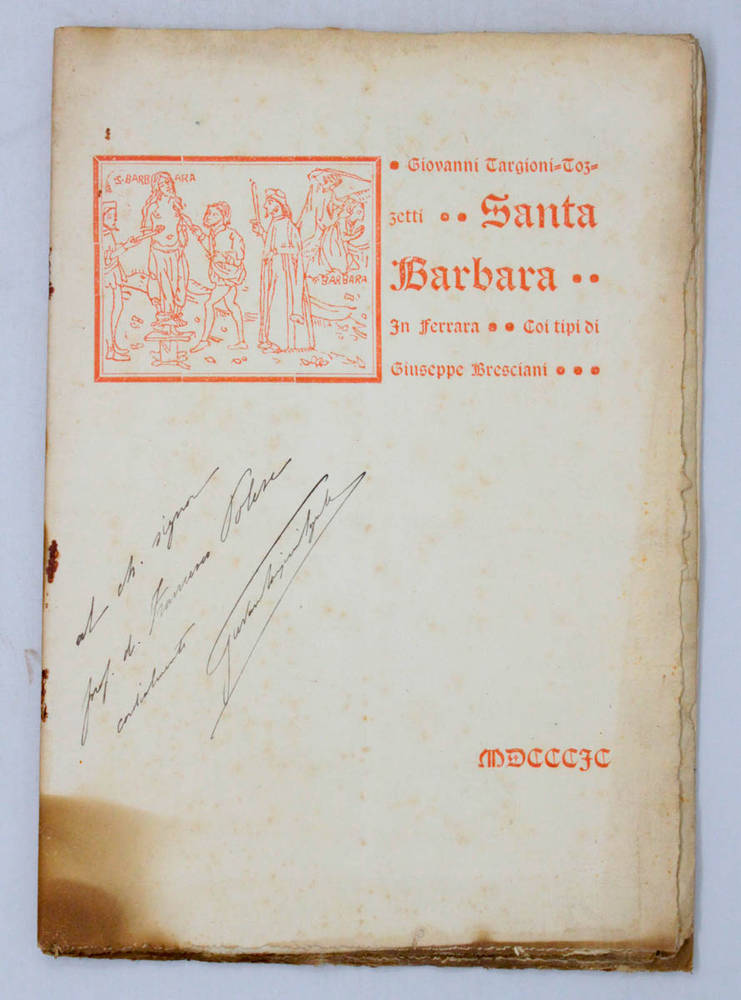 S·BARBARA
S·BARBARA
• Giovanni Targioni=Toz=
zetti • • Santa
Barbara • •
In Ferrara • • Coi tipi di
Giuseppe Bresciani • • •
al ch. signor
prof. d. Francesco Polese
cordialmente
MDCCCIC